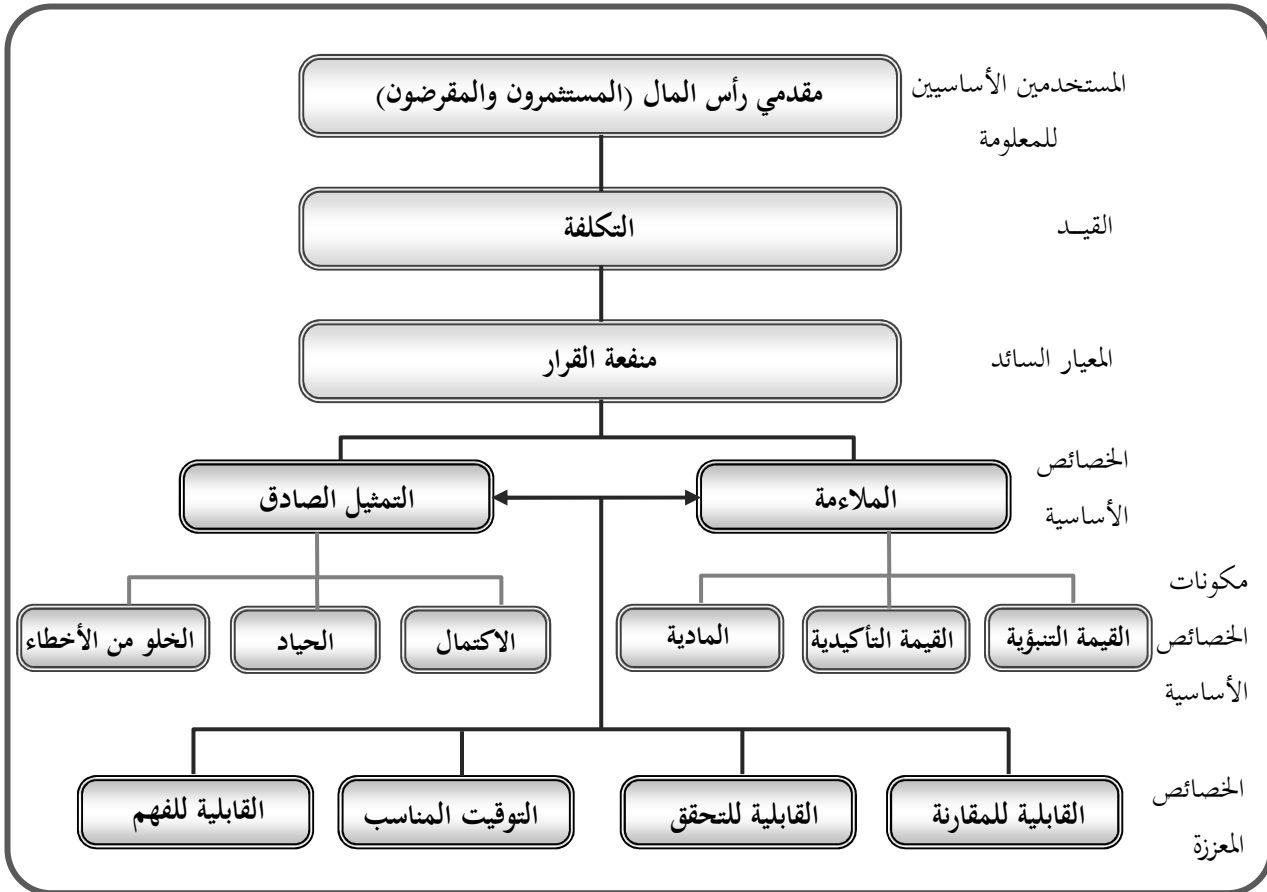 المستخدمين الأساسيين
للمعلومة
مقدمي رأس المال (المستثمرون والمقرضون)
القيــد
التكلفة
المعيار السائد
منفعة القرار
الخصائص
الأساسية
الملاءمة
التمثيل الصادق
مكونات
الخصائص
الأساسية
القيمة التنبؤية
القيمة التأكيدية
المادية
الاكتمال
الحياد
الخلو من الأخطاء
الخصائص
المعززة
القابلية للمقارنة
القابلية للتحقق
التوقيت المناسب
القابلية للفهم